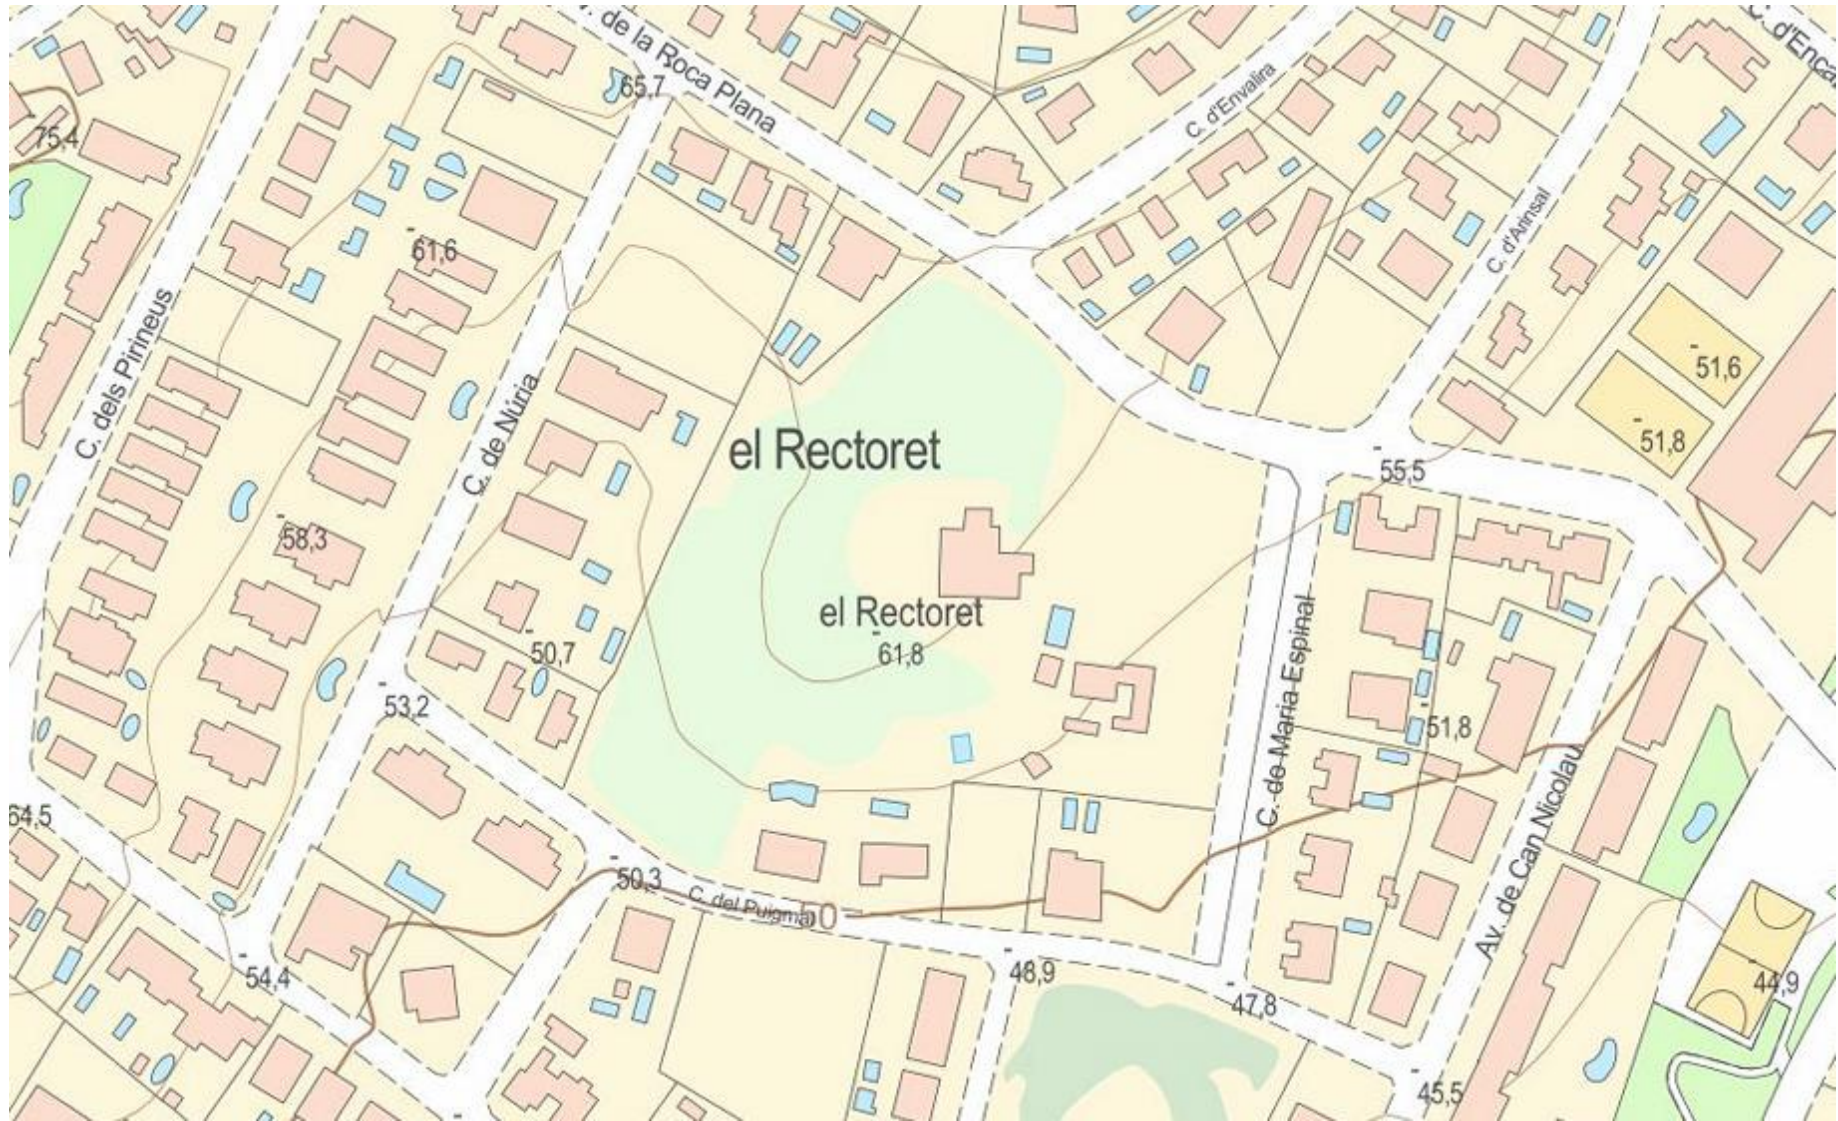 . de la Roca Plana
C. d'Enca
65,7
C. d'Envalira
75,4
C. d'Arinsal
61,6
C. dels Pirineus
51,6
C. de Núria
el Rectoret
51,8
55,5
58,3
el Rectoret
50,7
61,8
C. de Maria Espinal
53,2
51,8
Av. de Can Nicolau
64,5
50,3
C. del Puigmal
50
54,4
48,9
47,8
44,9
45,5